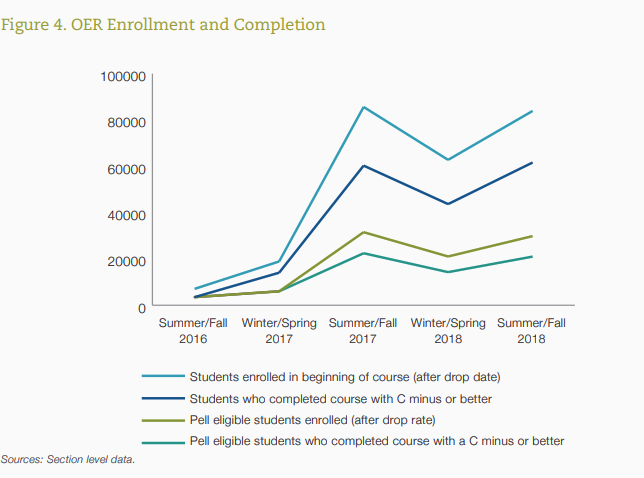 Figure 4. OER Enrollment and Completion
100000
80000
60000
40000
20000
0
Summer/Fall 2016
Winter/Spring 2017
Summer/Fall 2017
Winter/Spring 2018
Summer/Fall 2018
Students enrolled in beginning of course (after drop date)
Students who completed course with C minus or better
Pell eligible students enrolled (after drop rate)
Pell eligible students who completed course with a C minus or better
Sources: Section level data.